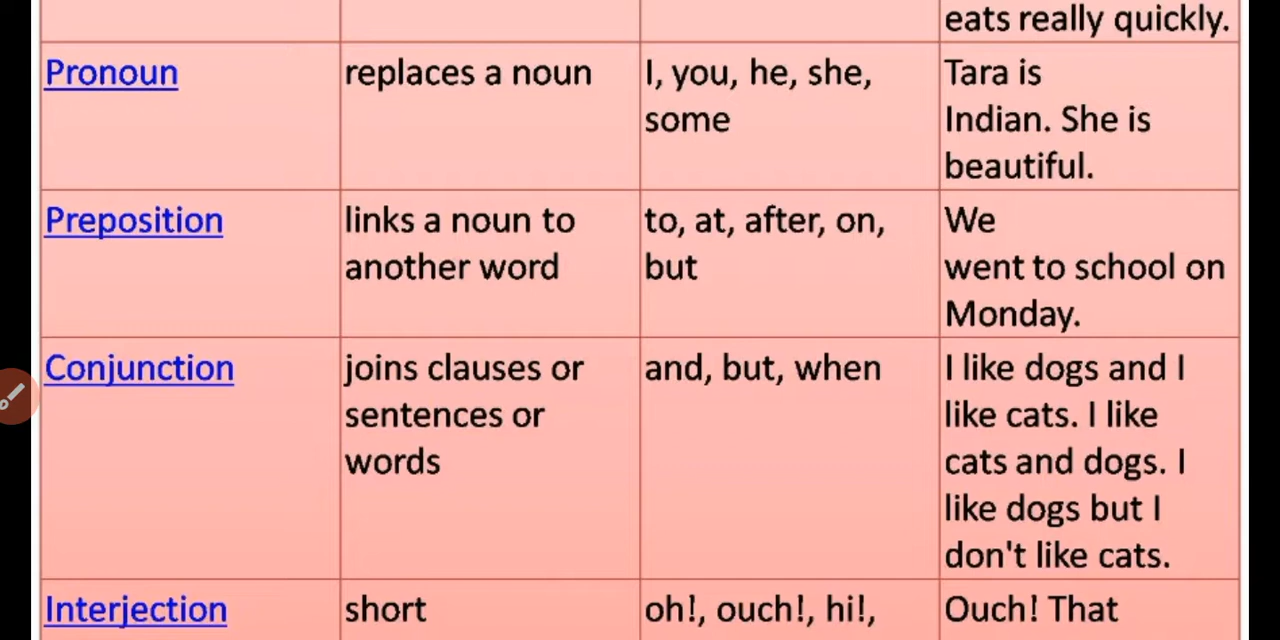 eats really quickly.
Pronoun
replaces a noun
I, you, he, she,
some
Tara is
Indian. She is
beautiful.
Preposition
links a noun to
another word
to, at, after, on,
but
We
went to school on
Monday.
Conjunction
joins clauses or
sentences or
words
and, but, when
I like dogs and I
like cats. I like
cats and dogs. I
like dogs but I
don't like cats.
Interjection
short
oh!, ouch!, hi!,
Ouch! That